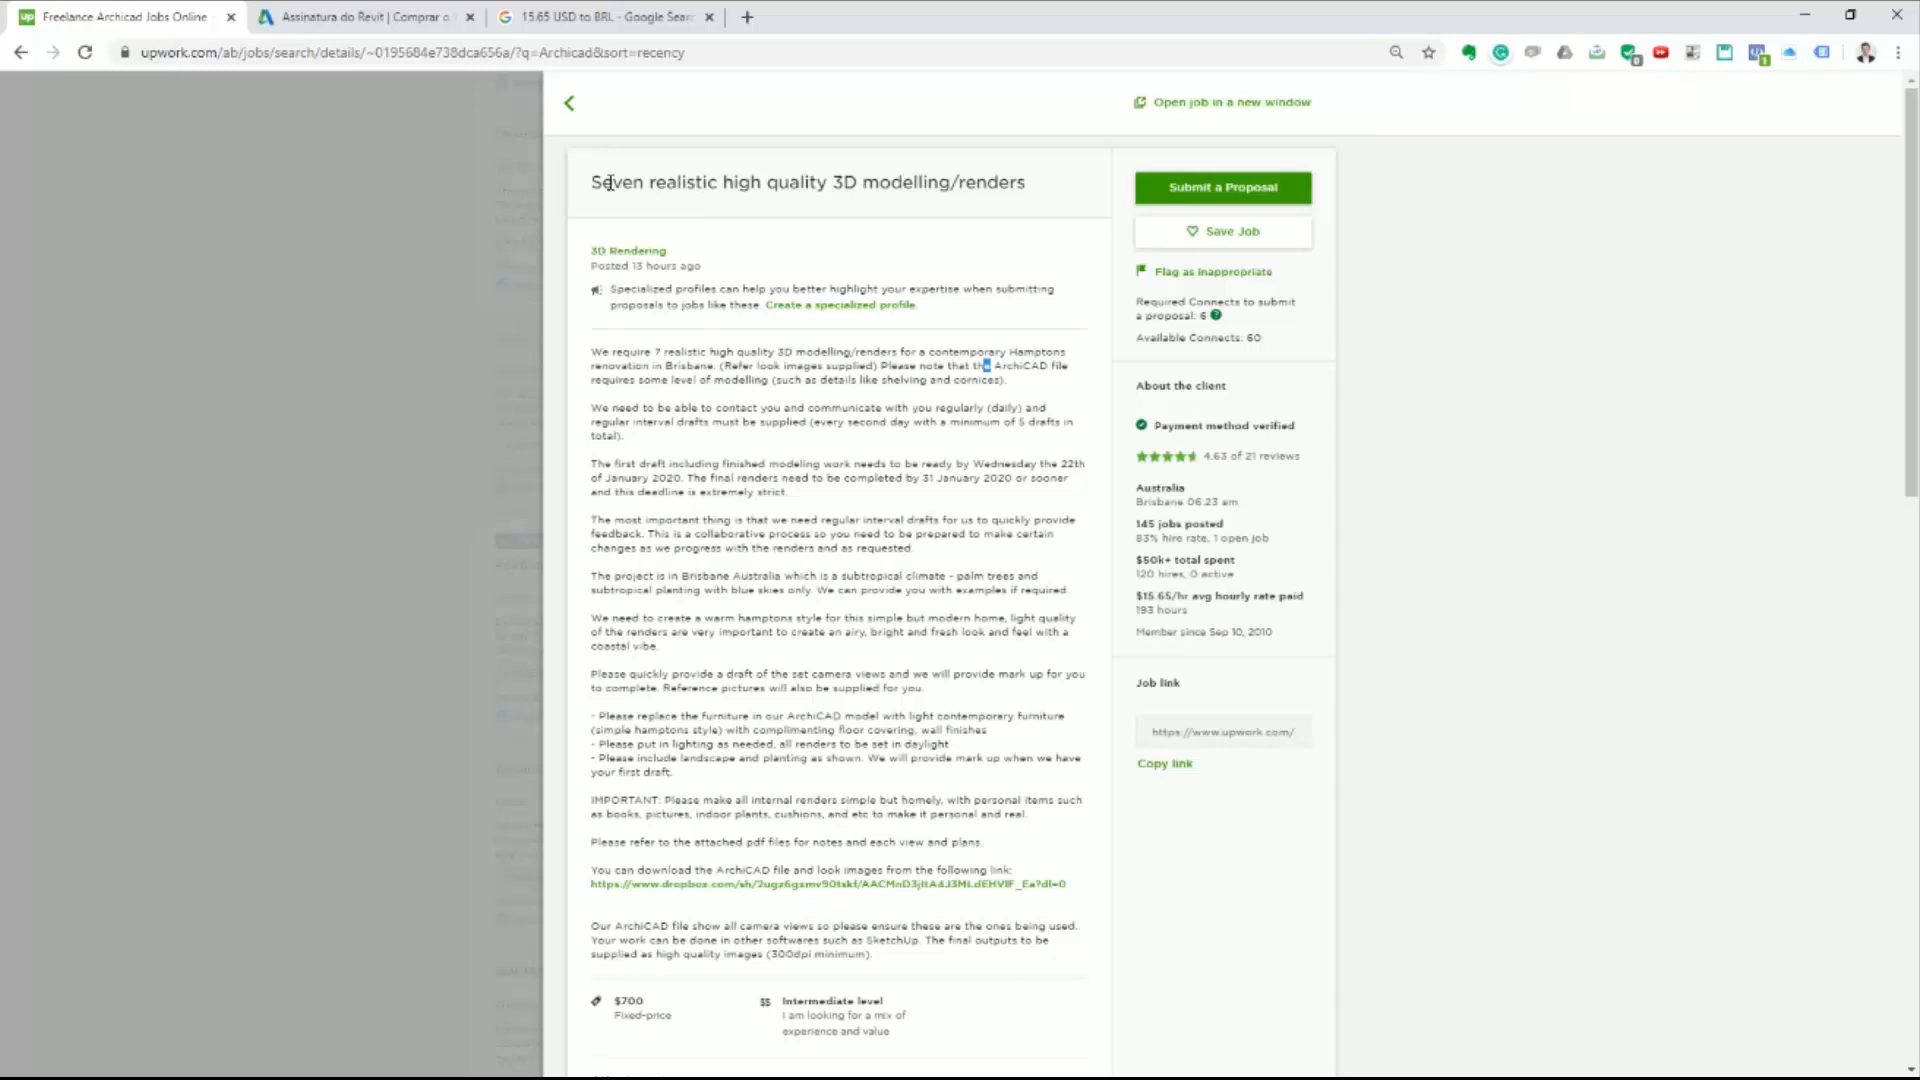 Freelance Archicad Jobs Online
Assinatura do Revit | Comprar o
15.65 USD to BRL - Google Sear
upwork.com/ab/jobs/search/details/~0195684e738dca656a/?q=Archicad&sort=recency
Open job in a new window
Seven realistic high quality 3D modelling/renders
3D Rendering
Posted 13 hours ago
Specialized profiles can help you better highlight your expertise when submitting
proposals to jobs like these. Create a specialized profile.
We require 7 realistic high quality 3D modelling/renders for a contemporary Hamptons
renovation in Brisbane. (Refer look images supplied) Please note that the ArchiCAD file
requires some level of modelling (such as details like shelving and cornices).
We need to be able to contact you and communicate with you regularly (daily) and
regular interval drafts must be supplied (every second day with a minimum of 5 drafts in
total).
The first draft including finished modeling work needs to be ready by Wednesday the 22th
of January 2020. The final renders need to be completed by 31 January 2020 or sooner
and this deadline is extremely strict.
The most important thing is that we need regular interval drafts for us to quickly provide
feedback. This is a collaborative process so you need to be prepared to make certain
changes as we progress with the renders and as requested.
The project is in Brisbane Australia which is a subtropical climate - palm trees and
subtropical planting with blue skies only. We can provide you with examples if required.
We need to create a warm hamptons style for this simple but modern home, light quality
of the renders are very important to create an airy, bright and fresh look and feel with a
coastal vibe.
Please quickly provide a draft of the set camera views and we will provide mark up for you
to complete. Reference pictures will also be supplied for you.
- Please replace the furniture in our ArchiCAD model with light contemporary furniture
(simple hamptons style) with complimenting floor covering, wall finishes
- Please put in lighting as needed, all renders to be set in daylight
- Please include landscape and planting as shown. We will provide mark up when we have
your first draft.
IMPORTANT: Please make all internal renders simple but homely, with personal items such
as books, pictures, indoor plants, cushions, and etc to make it personal and real.
Please refer to the attached pdf files for notes and each view and plans.
You can download the ArchiCAD file and look images from the following link:
Our ArchiCAD file show all camera views so please ensure these are the ones being used.
Your work can be done in other softwares such as SketchUp. The final outputs to be
supplied as high quality images (300dpi minimum).
$700
Fixed-price
$$ Intermediate level
I am looking for a mix of
experience and value
Submit a Proposal
Save Job
Flag as inappropriate
Required Connects to submit
a proposal: 6
Available Connects: 60
About the client
Payment method verified
4.63 of 21 reviews
Australia
Brisbane 06:23 am
145 jobs posted
83% hire rate, 1 open job
$50k+ total spent
120 hires, 0 active
$15.65/hr avg hourly rate paid
193 hours
Member since Sep 10, 2010
Job link
https://www.upwork.com/
Copy link